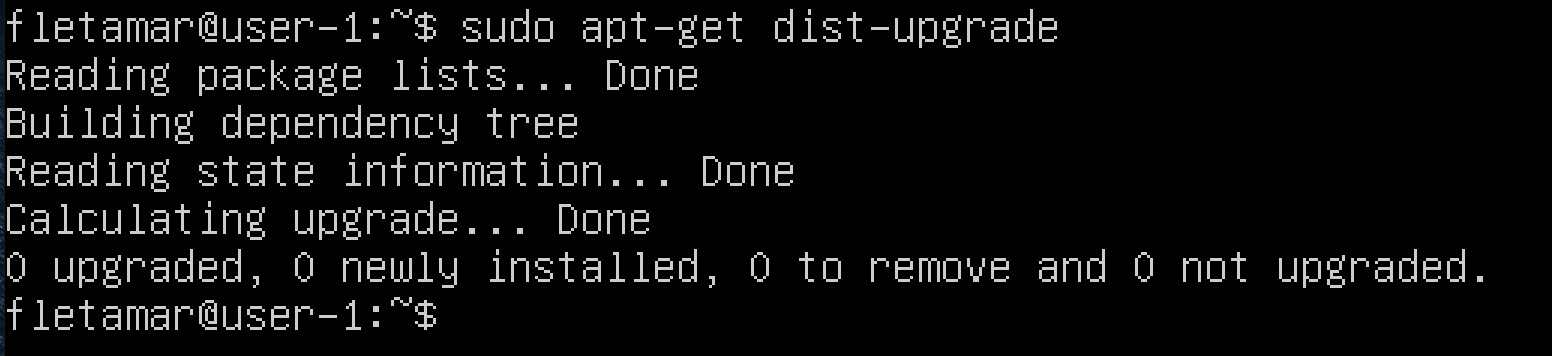 fletamar@user-1:~$ sudo apt-get dist-upgrade
Reading package lists... Done
Building dependency tree
Reading state information... Done
Calculating upgrade... Done
0 upgraded, 0 newly installed, 0 to remove and 0 not upgraded.
fletamar@user-1:~$